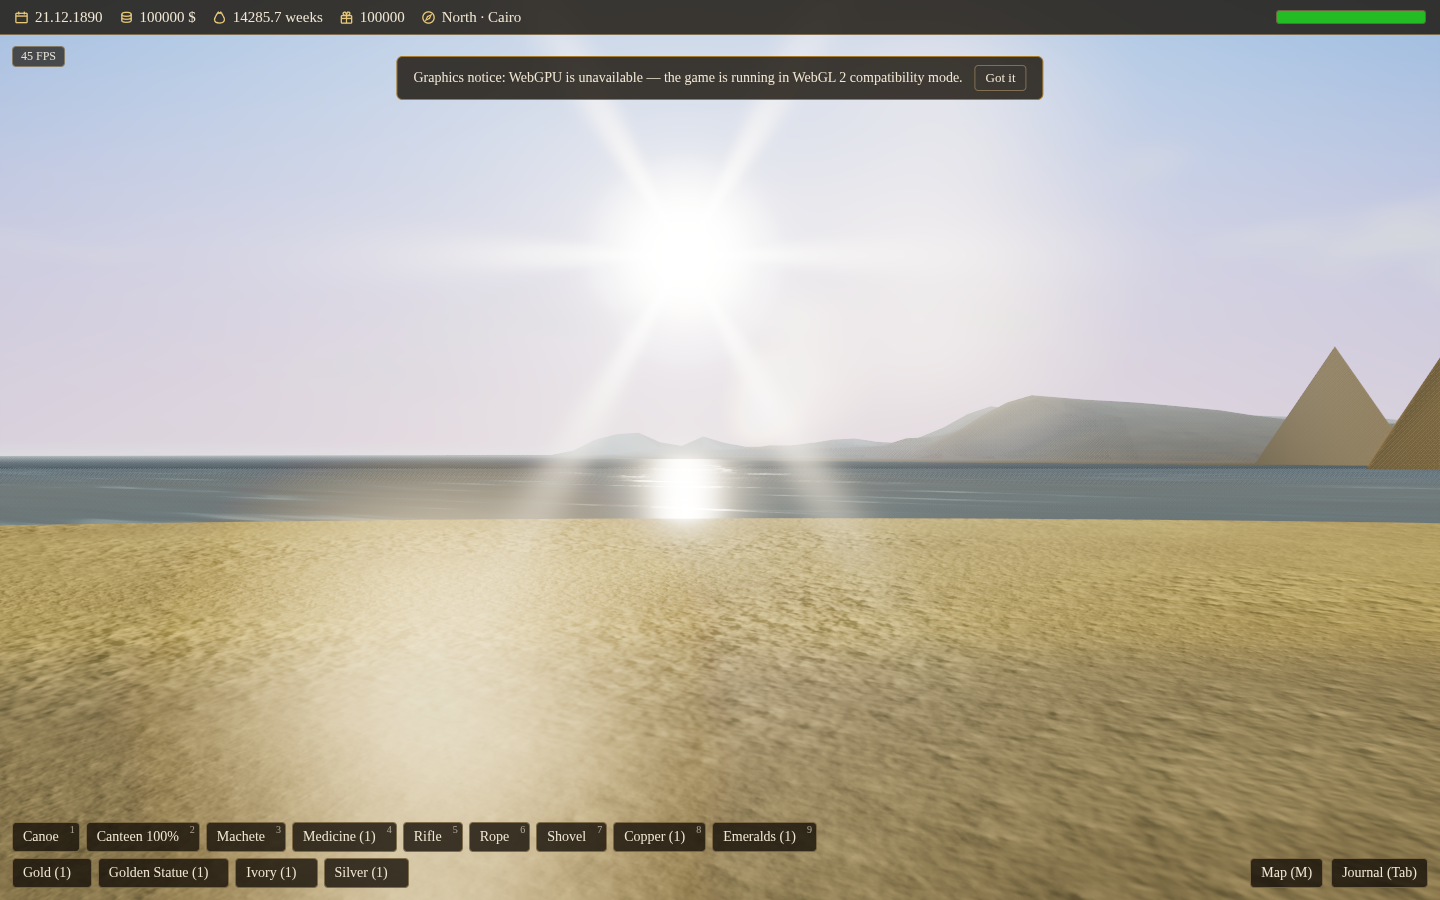 21.12.1890 100000 $ 14285.7 weeks 100000 North · Cairo
45 FPS
Graphics notice: WebGPU is unavailable — the game is running in WebGL 2 compatibility mode. Got it
Canoe 1 Canteen 100% 2 Machete 3 Medicine (1) 4 Rifle 5 Rope 6 Shovel 7 Copper (1) 8 Emeralds (1) 9
Gold (1) Golden Statue (1) Ivory (1) Silver (1) Map (M) Journal (Tab)